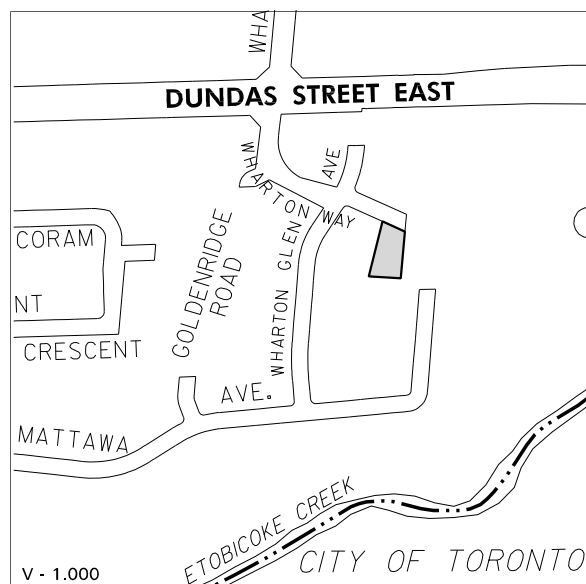 WHA
DUNDAS STREET EAST
AVE
WHARTON WAY
CORAM
GOLDENRIDGE
ROAD
WHARTON GLEN
NT
CRESCENT
AVE.
MATTAWA
ETOBICOKE CREEK
CITY OF TORONTO
V - 1.000